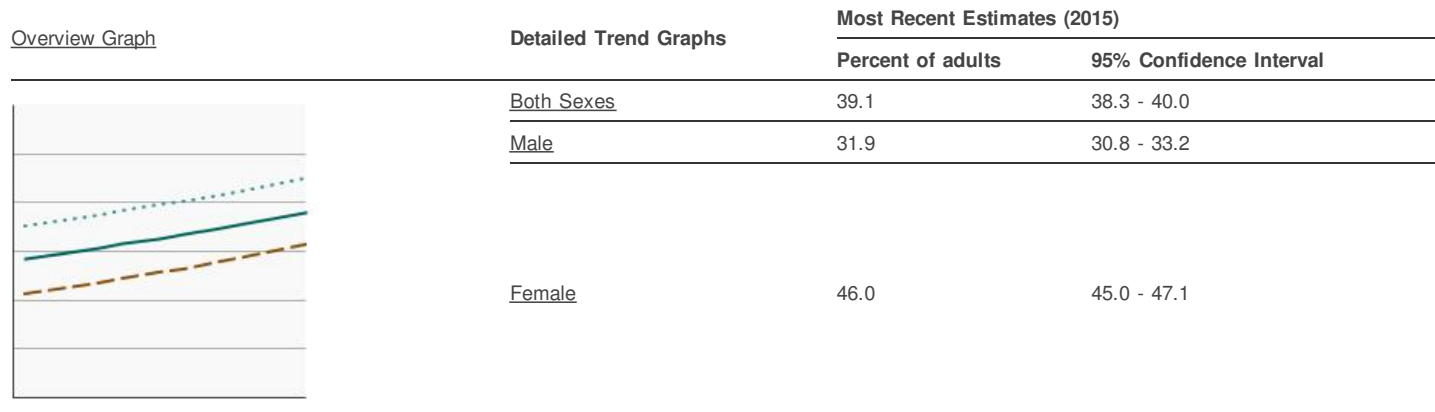 Overview Graph
Detailed Trend Graphs
Most Recent Estimates (2015)
Percent of adults 95% Confidence Interval
Both Sexes 39.1 38.3 - 40.0
Male 31.9 30.8 - 33.2
Female 46.0 45.0 - 47.1